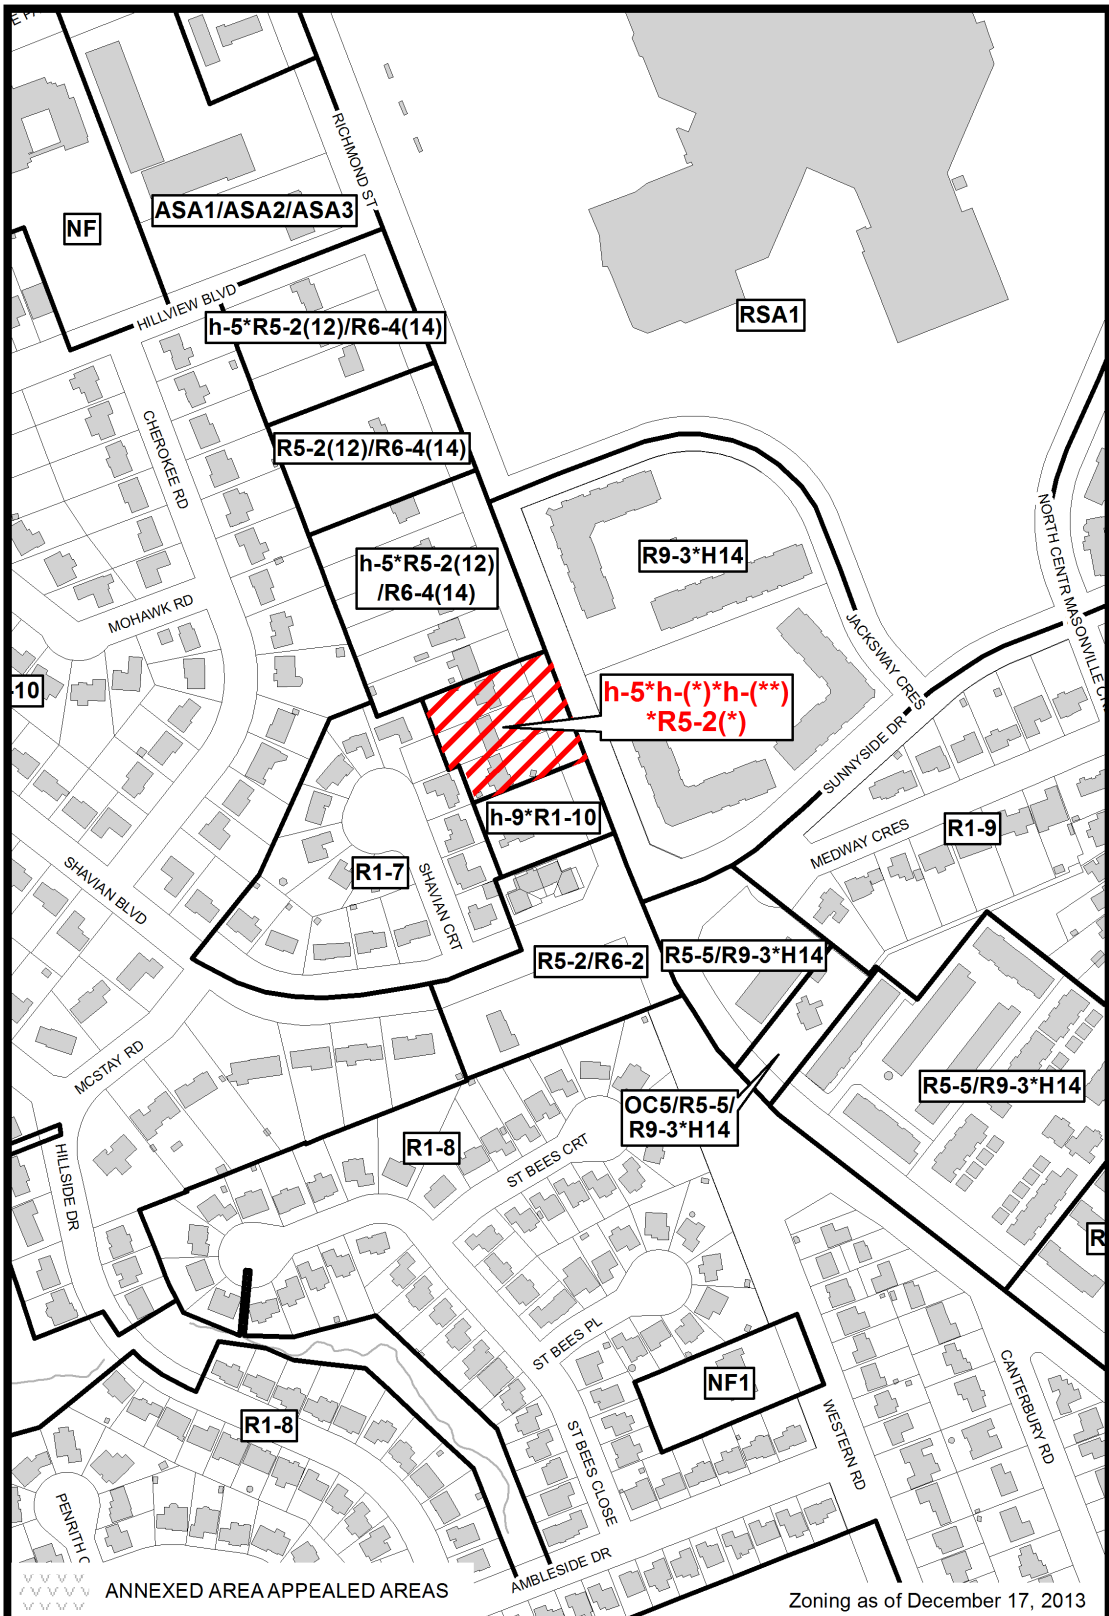 RICHMOND ST
ASA1/ASA2/ASA3
NF
RSA1
HILLVIEW BLVD
h-5*R5-2(12)/R6-4(14)
CHEROKEE RD
R5-2(12)/R6-4(14)
NORTH CENTR
MASONVILLE
R9-3*H14
h-5*R5-2(12)
/R6-4(14)
MOHAWK RD
JACKSWAY CRES
-10
h-5*h-(*)*h-(**)
*R5-2(*)
SUNNYSIDE DR
h-9*R1-10
MEDWAY CRES
R1-9
R1-7
SHAVIAN BLVD
SHAVIAN CRT
R5-2/R6-2
R5-5/R9-3*H14
MCSTAY RD
R5-5/R9-3*H14
OC5/R5-5/
R9-3*H14
R1-8
ST BEES CRT
HILLSIDE DR
R
ST BEES PL
NF1
CANTERBURY RD
WESTERN RD
R1-8
ST BEES CLOSE
PENRITH C
AMBLESIDE DR
ANNEXED AREA APPEALED AREAS
Zoning as of December 17, 2013